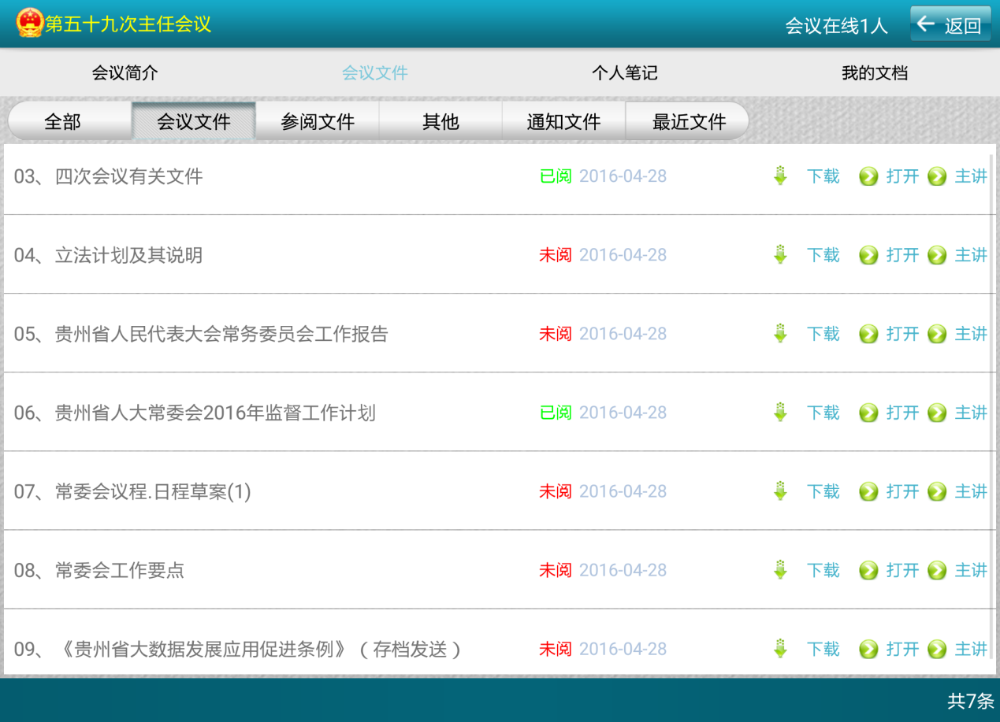 第五十九次主任会议 会议在线1人 返回
会议简介 会议文件 个人笔记 我的文档
全部 会议文件 参阅文件 其他 通知文件 最近文件
03、四次会议有关文件 已阅 2016-04-28 下载 打开 主讲
04、立法计划及其说明 未阅 2016-04-28 下载 打开 主讲
05、贵州省人民代表大会常务委员会工作报告 未阅 2016-04-28 下载 打开 主讲
06、贵州省人大常委会2016年监督工作计划 已阅 2016-04-28 下载 打开 主讲
07、常委会议程.日程草案(1) 未阅 2016-04-28 下载 打开 主讲
08、常委会工作要点 未阅 2016-04-28 下载 打开 主讲
09、《贵州省大数据发展应用促进条例》（存档发送） 未阅 2016-04-28 下载 打开 主讲
共7条